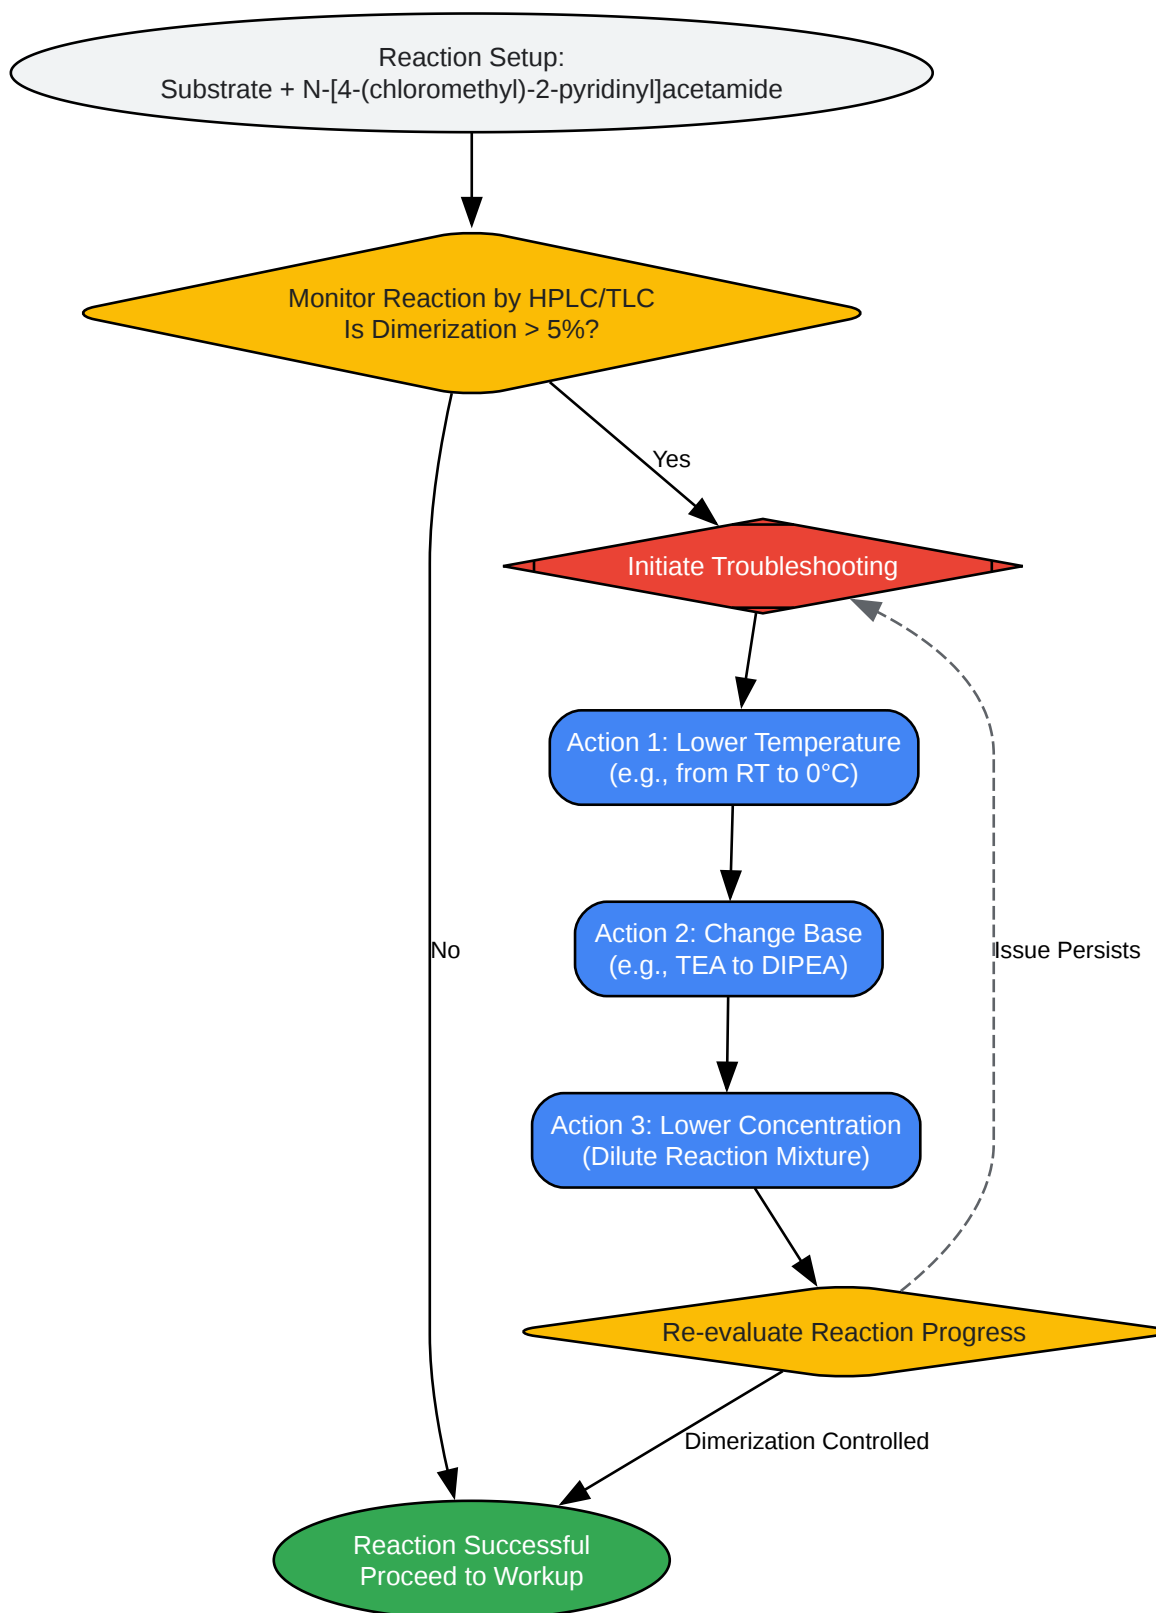 Reaction Setup:
Substrate + N-[4-(chloromethyl)-2-pyridinyl]acetamide
Monitor Reaction by HPLC/TLC
Is Dimerization > 5%?
Yes
Initiate Troubleshooting
Action 1: Lower Temperature
(e.g., from RT to 0°C)
Action 2: Change Base
(e.g., TEA to DIPEA)
No
Issue Persists
Action 3: Lower Concentration
(Dilute Reaction Mixture)
Re-evaluate Reaction Progress
Dimerization Controlled
Reaction Successful
Proceed to Workup